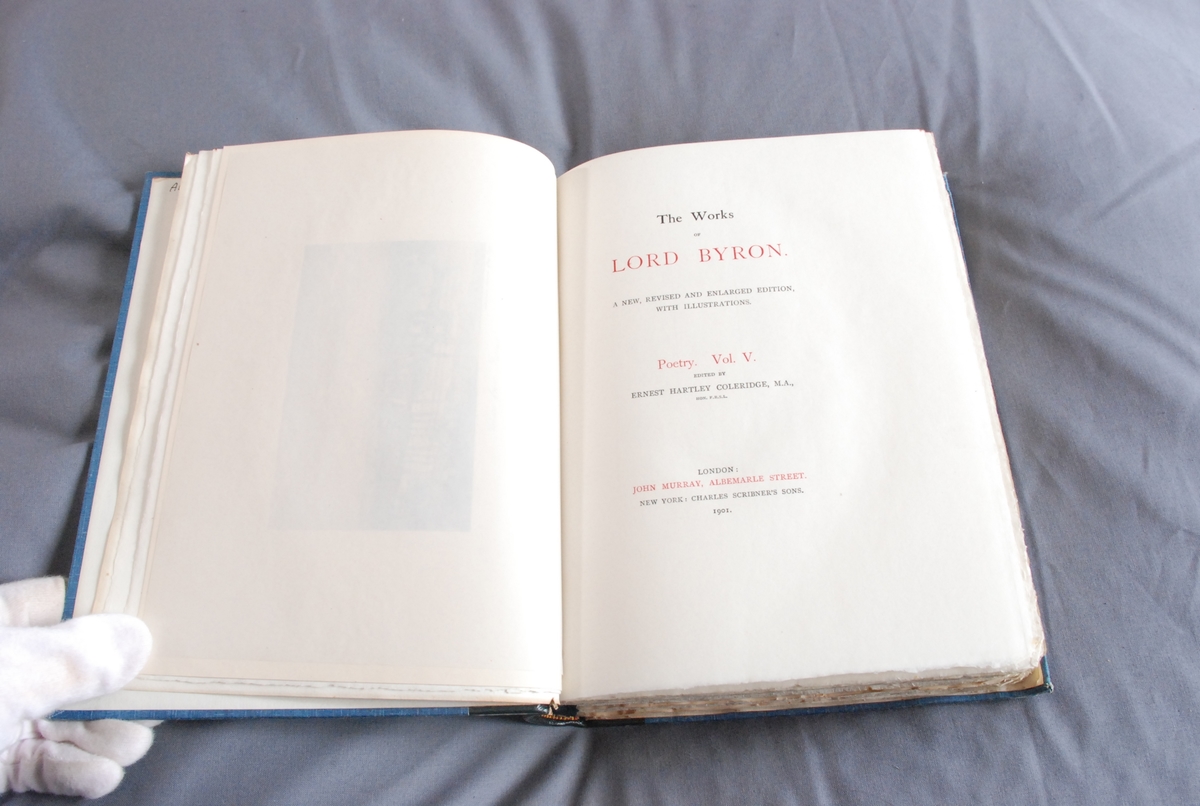 The Works
OF
LORD BYRON.
A NEW, REVISED AND ENLARGED EDITION,
WITH ILLUSTRATIONS.
Poetry. Vol. V.
EDITED BY
ERNEST HARTLEY COLERIDGE, M.A.,
HON. F.R.S.L.
LONDON:
JOHN MURRAY, ALBEMARLE STREET.
NEW YORK: CHARLES SCRIBNER'S SONS.
1901.